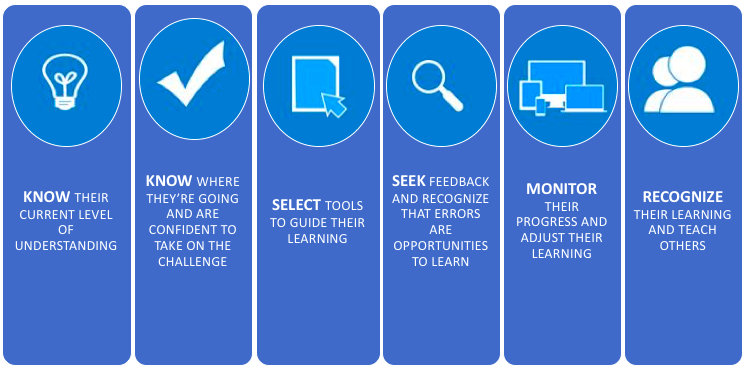 KNOW THEIR
CURRENT LEVEL
OF
UNDERSTANDING
KNOW WHERE
THEY’RE GOING
AND ARE
CONFIDENT TO
TAKE ON THE
CHALLENGE
SELECT TOOLS
TO GUIDE THEIR
LEARNING
SEEK FEEDBACK
AND RECOGNIZE
THAT ERRORS
ARE
OPPORTUNITIES
TO LEARN
MONITOR
THEIR
PROGRESS AND
ADJUST THEIR
LEARNING
RECOGNIZE
THEIR LEARNING
AND TEACH
OTHERS